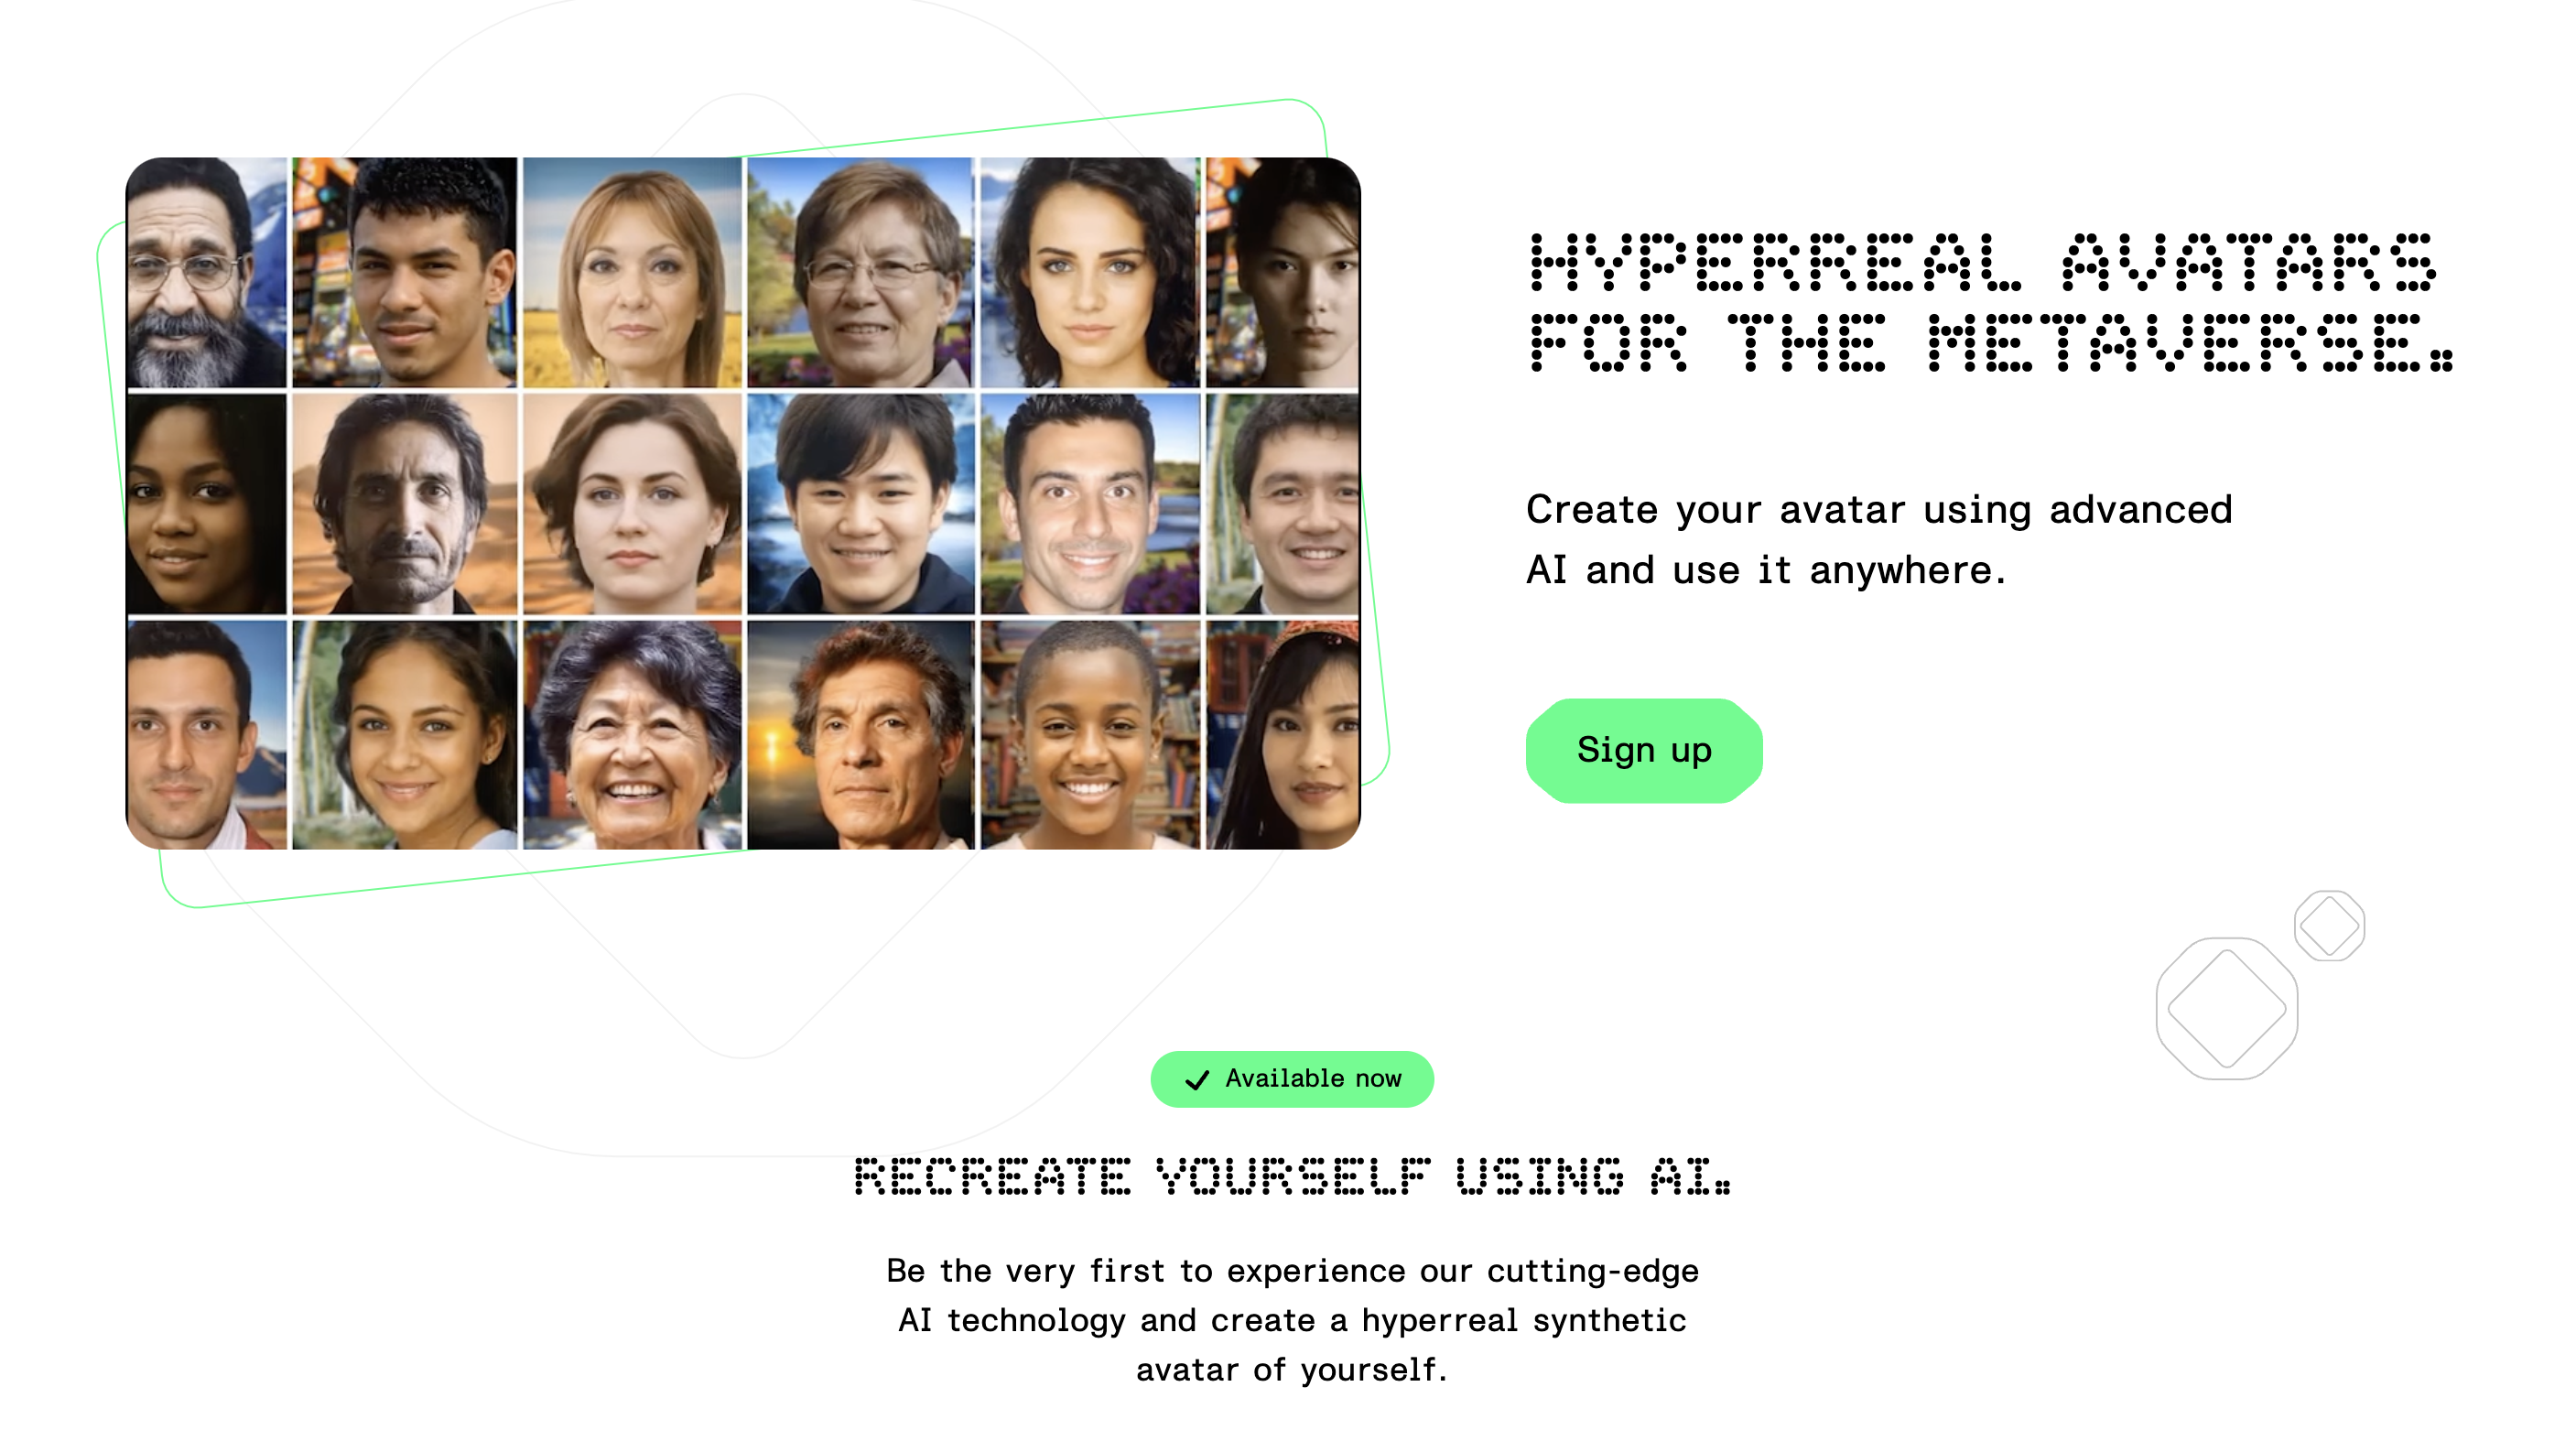 HYPERREAL AVATARS
FOR THE METAVERSE.
Create your avatar using advanced
AI and use it anywhere.
Sign up
Available now
RECREATE YOURSELF USING AI.
Be the very first to experience our cutting-edge
AI technology and create a hyperreal synthetic
avatar of yourself.